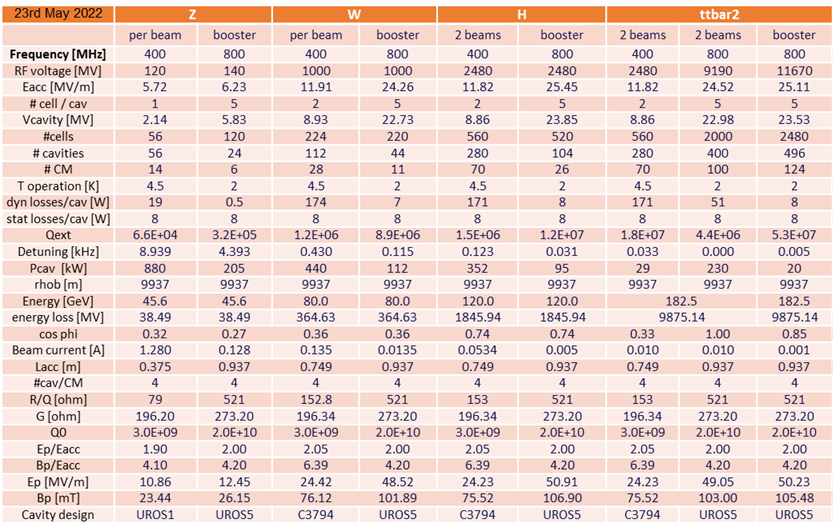 23rd May 2022 Z W H ttbar2
per beam booster per beam booster 2 beams booster 2 beams 2 beams booster
Frequency [MHz] 400 800 400 800 400 800 400 800 800
RF voltage [MV] 120 140 1000 1000 2480 2480 2480 9190 11670
Eacc [MV/m] 5.72 6.23 11.91 24.26 11.82 25.45 11.82 24.52 25.11
# cell / cav 1 5 2 5 2 5 2 5 5
Vcavity [MV] 2.14 5.83 8.93 22.73 8.86 23.85 8.86 22.98 23.53
#cells 56 120 224 220 560 520 560 2000 2480
# cavities 56 24 112 44 280 104 280 400 496
# CM 14 6 28 11 70 26 70 100 124
T operation [K] 4.5 2 4.5 2 4.5 2 4.5 2 2
dyn losses/cav [W] 19 0.5 174 7 171 8 171 51 8
stat losses/cav [W] 8 8 8 8 8 8 8 8 8
Qext 6.6E+04 3.2E+05 1.2E+06 8.9E+06 1.5E+06 1.2E+07 1.8E+07 4.4E+06 5.3E+07
Detuning [kHz] 8.939 4.393 0.430 0.115 0.123 0.031 0.033 0.000 0.005
Pcav [kW] 880 205 440 112 352 95 29 230 20
rhob [m] 9937 9937 9937 9937 9937 9937 9937 9937 9937
Energy [GeV] 45.6 45.6 80.0 80.0 120.0 120.0 182.5 182.5
energy loss [MV] 38.49 38.49 364.63 364.63 1845.94 1845.94 9875.14 9875.14
cos phi 0.32 0.27 0.36 0.36 0.74 0.74 0.33 1.00 0.85
Beam current [A] 1.280 0.128 0.135 0.0135 0.0534 0.005 0.010 0.010 0.001
Lacc [m] 0.375 0.937 0.749 0.937 0.749 0.937 0.749 0.937 0.937
#cav/CM 4 4 4 4 4 4 4 4 4
R/Q [ohm] 79 521 152.8 521 153 521 153 521 521
G [ohm] 196.20 273.20 196.34 273.20 196.34 273.20 196.34 273.20 273.20
Q0 3.0E+09 2.0E+10 3.0E+09 2.0E+10 3.0E+09 2.0E+10 3.0E+09 2.0E+10 2.0E+10
Ep/Eacc 1.90 2.00 2.05 2.00 2.05 2.00 2.05 2.00 2.00
Bp/Eacc 4.10 4.20 6.39 4.20 6.39 4.20 6.39 4.20 4.20
Ep [MV/m] 10.86 12.45 24.42 48.52 24.23 50.91 24.23 49.05 50.23
Bp [mT] 23.44 26.15 76.12 101.89 75.52 106.90 75.52 103.00 105.48
Cavity design UROS1 UROS5 C3794 UROS5 C3794 UROS5 C3794 UROS5 UROS5